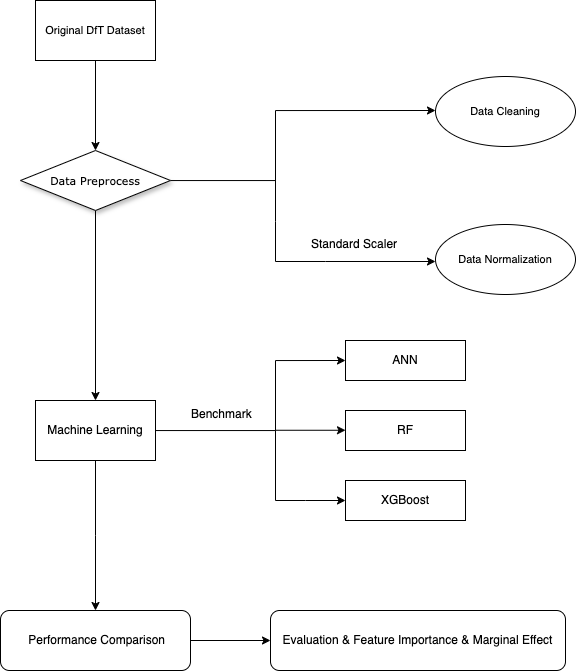 Original DfT Dataset
Data Cleaning
Data Preprocess
Standard Scaler
Data Normalization
ANN
Benchmark
Machine Learning
RF
XGBoost
Performance Comparison
Evaluation & Feature Importance & Marginal Effect